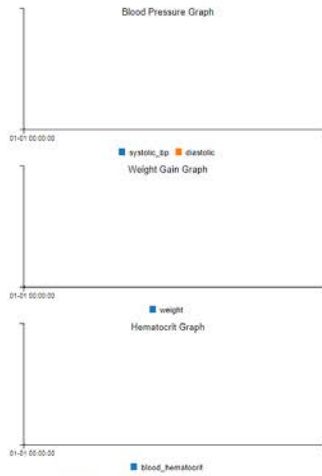 Blood Pressure Graph
01-01 00:00:00
systolic_bp diastolic
Weight Gain Graph
01-01 00:00:00
weight
Hematocrit Graph
01-01 00:00:00
blood_hematocrit